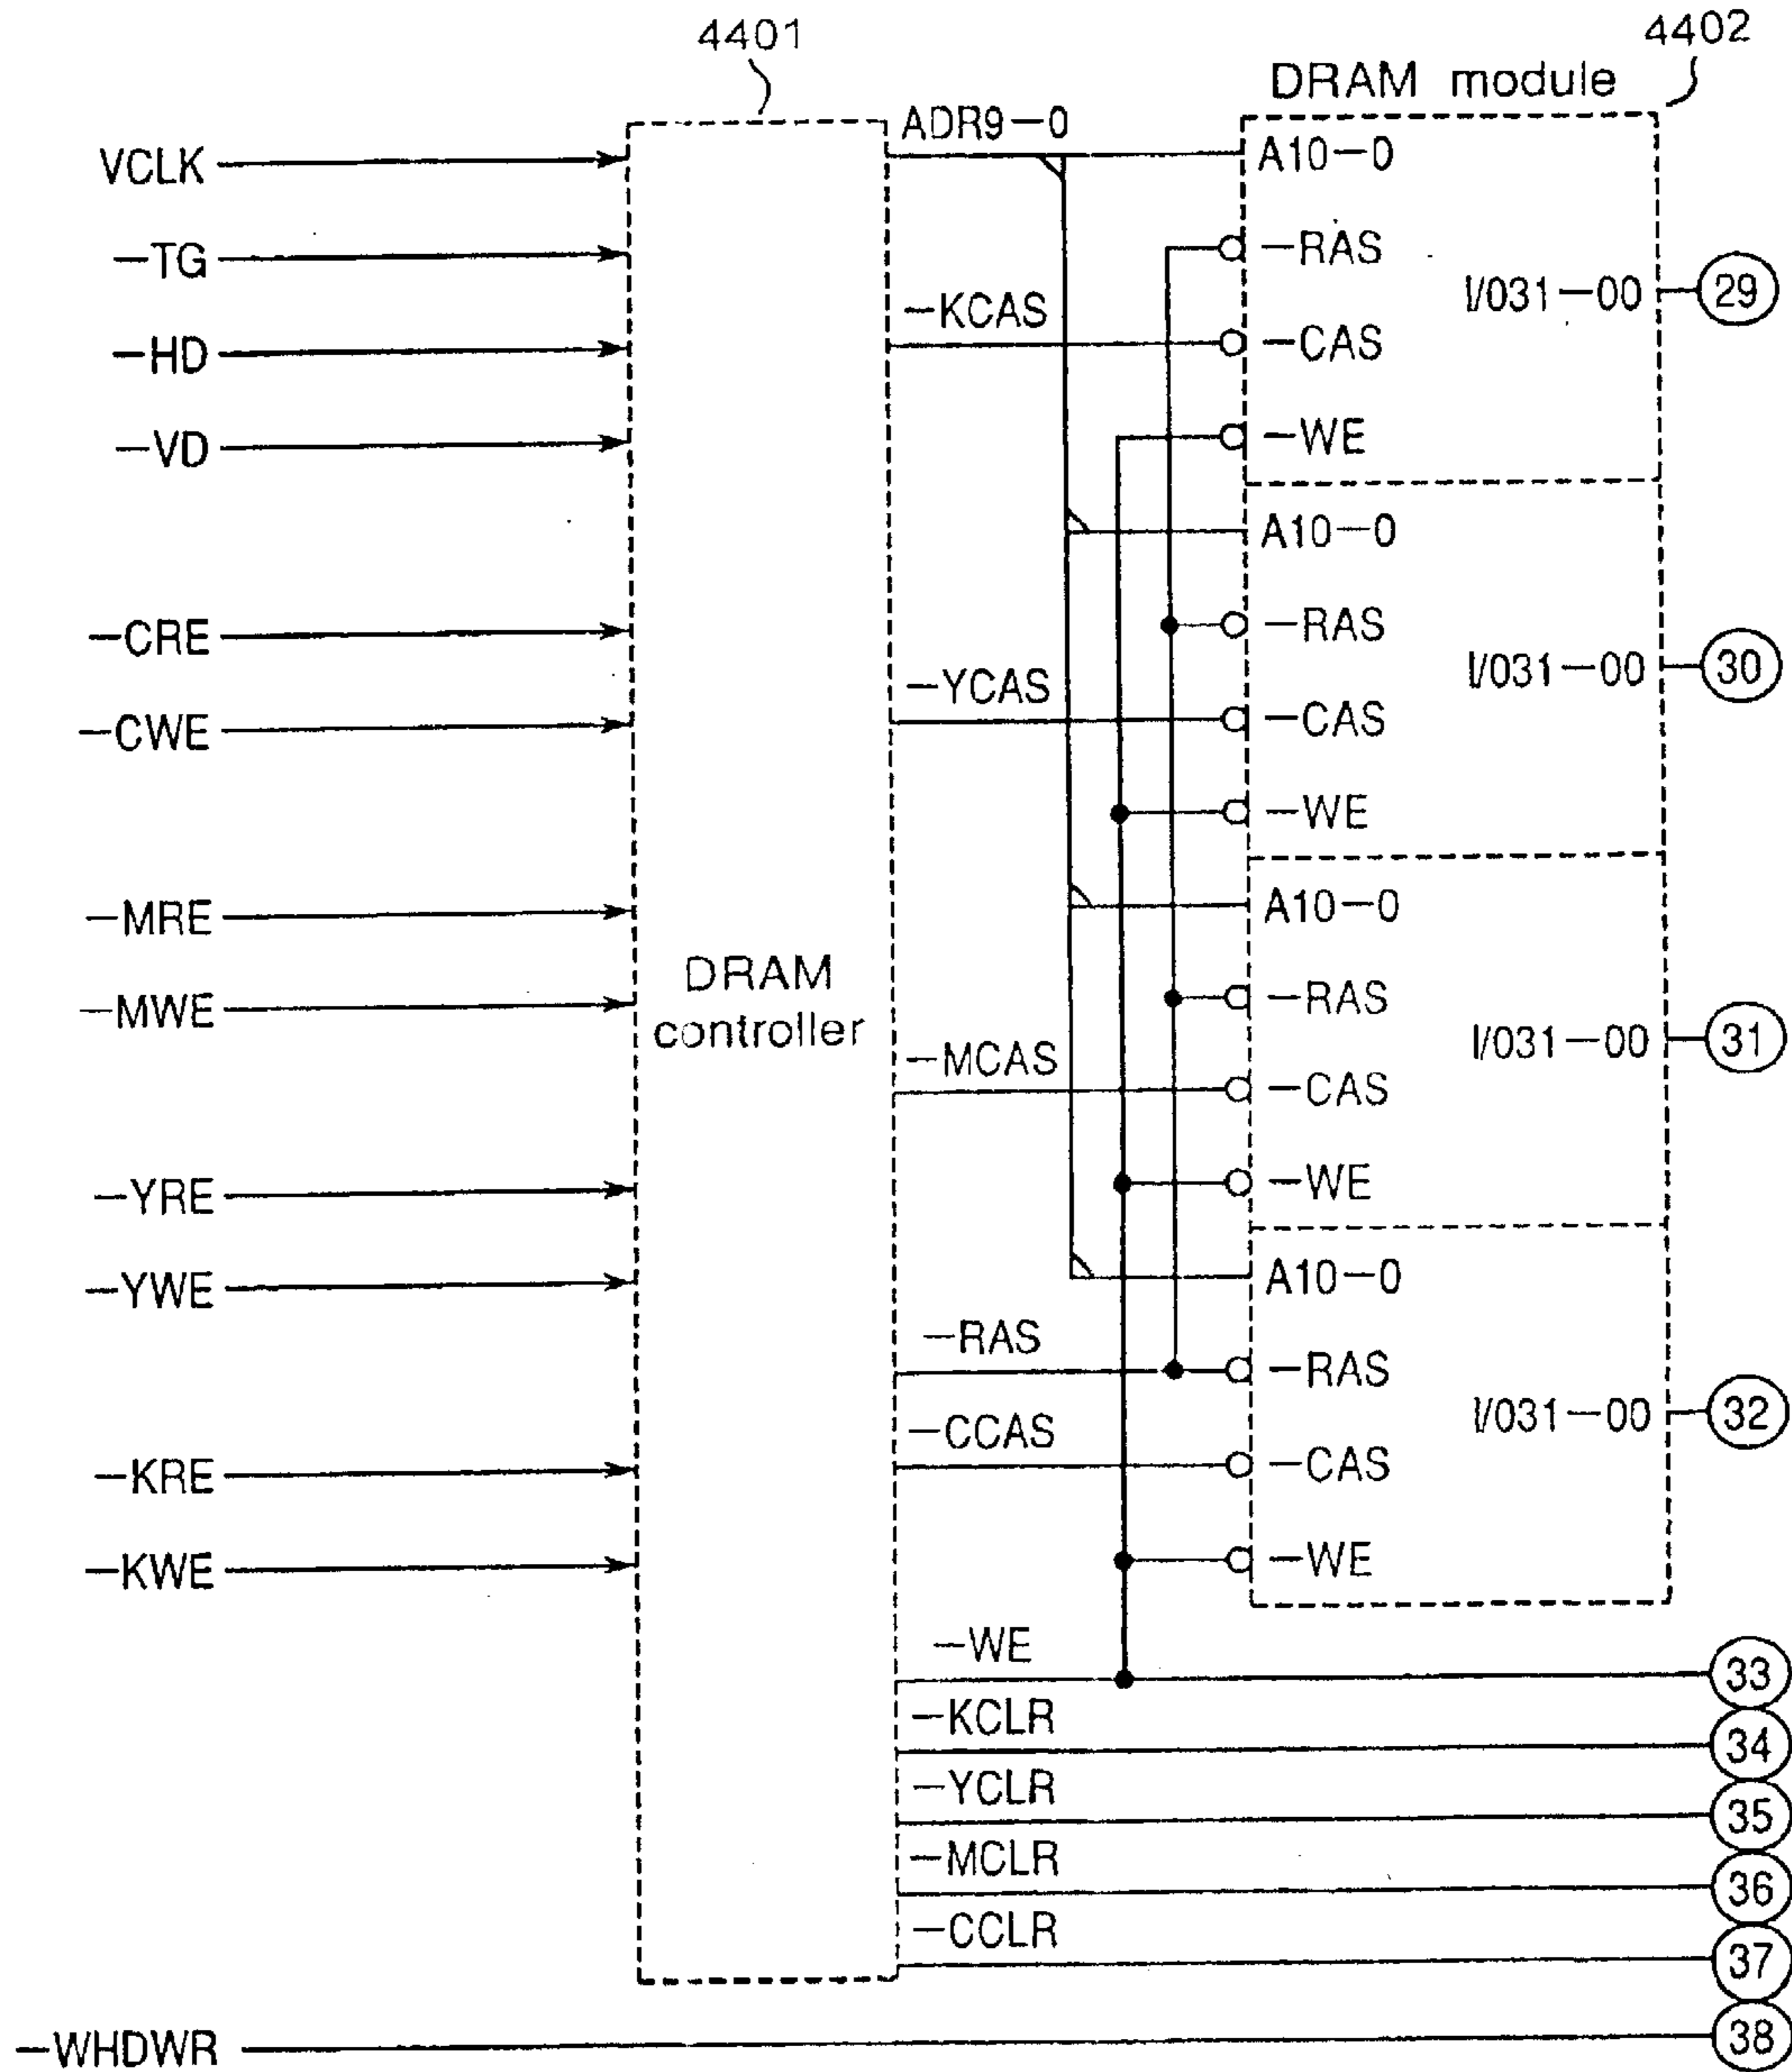 4401
4402
DRAM module
VCLK
—TG
—HD
—VD
—CRE
—CWE
—MRE
—MWE
—YRE
—YWE
—KRE
—KWE
—WHDWR
DRAM
controller
ADR9—0
—KCAS
—YCAS
—MCAS
—RAS
—CCAS
—WE
—KCLR
—YCLR
—MCLR
—CCLR
A10—0
—RAS
I/031—00
29
—CAS
—WE
A10—0
—RAS
I/031—00
30
—CAS
—WE
A10—0
—RAS
I/031—00
31
—CAS
—WE
A10—0
—RAS
I/031—00
32
—CAS
—WE
33
34
35
36
37
38